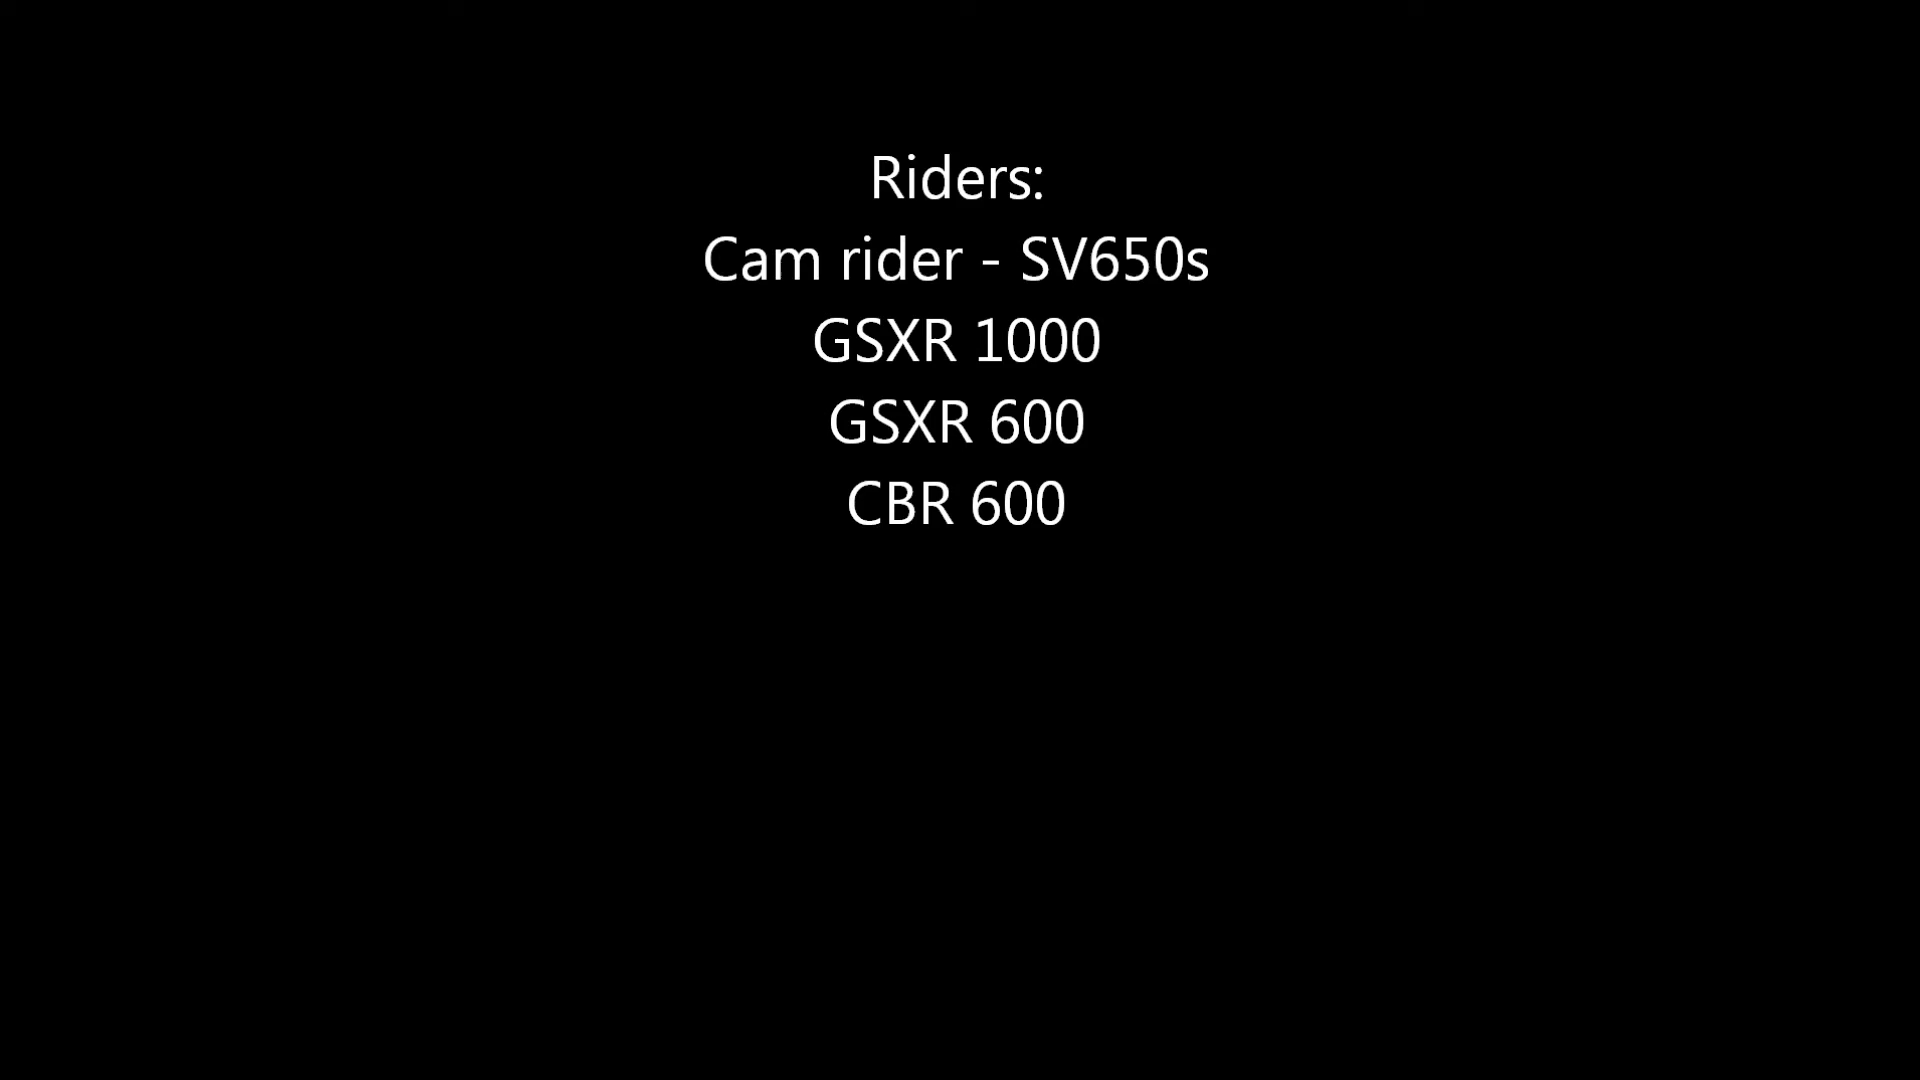 Riders:
Cam rider - SV650s
GSXR 1000
GSXR 600
CBR 600